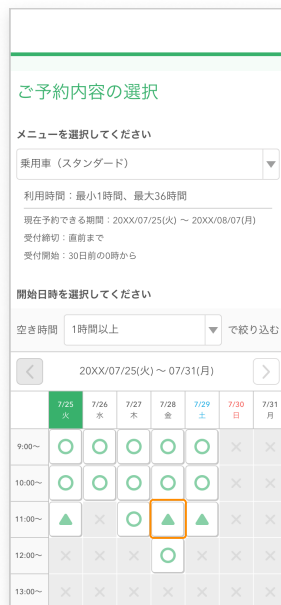 ご予約内容の選択
メニューを選択してください
乗用車（スタンダード）
利用時間：最小1時間、最大36時間
現在予約できる期間：20XX/07/25(火) ～ 20XX/08/07(月)
受付締切：直前まで
受付開始：30日前の0時から
開始日時を選択してください
空き時間 1時間以上 で絞り込む
20XX/07/25(火)～ 07/31(月)
7/25 7/26 7/27 7/28 7/29 7/30 7/31
火 水 木 金 土 日 月
9:00～ ○ ○ ○ ○ ○ × ×
10:00～ ○ ○ ○ ○ ○ × ×
11:00～ ▲ × ○ ▲ ▲ × ×
12:00～ × × × ○ × × ×
13:00～ × × × × × × ×